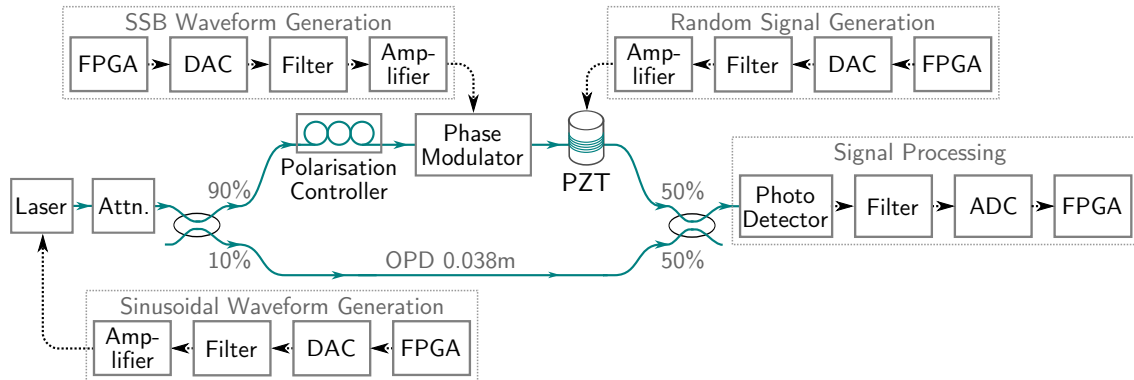 SSB Waveform Generation
FPGA
DAC
Filter
Amp-
lifier
Random Signal Generation
Amp-
lifier
Filter
DAC
FPGA
Polarisation
Controller
Phase
Modulator
PZT
Signal Processing
Photo
Detector
Filter
ADC
FPGA
Laser
Attn.
90%
10%
OPD 0.038m
50%
50%
Sinusoidal Waveform Generation
Amp-
lifier
Filter
DAC
FPGA